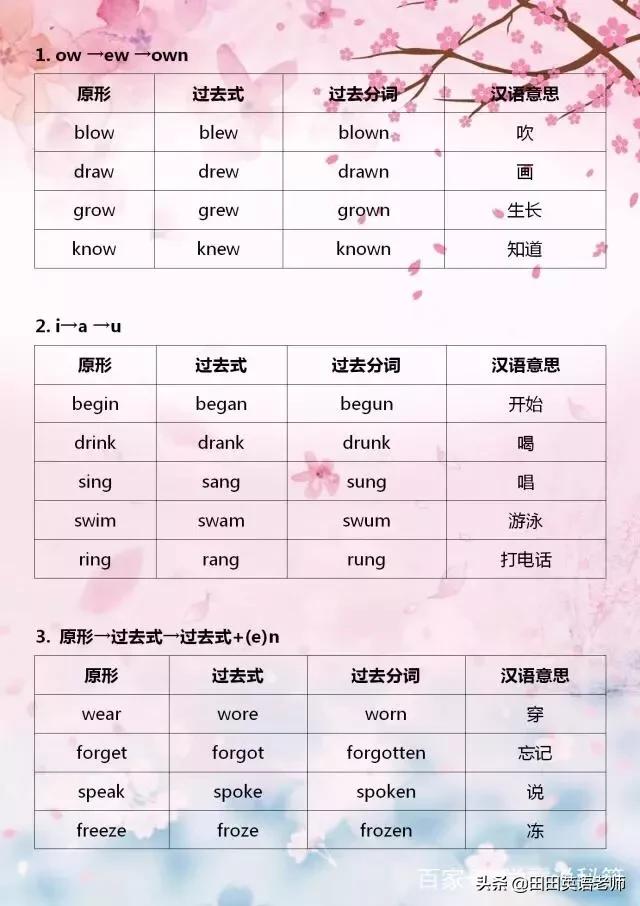 1. ow →ew →own
原形 过去式 过去分词 汉语意思
blow blew blown 吹
draw drew drawn 画
grow grew grown 生长
know knew known 知道
2. i→a →u
原形 过去式 过去分词 汉语意思
begin began begun 开始
drink drank drunk 喝
sing sang sung 唱
swim swam swum 游泳
ring rang rung 打电话
3. 原形→过去式→过去式+(e)n
原形 过去式 过去分词 汉语意思
wear wore worn 穿
forget forgot forgotten 忘记
speak spoke spoken 说
freeze froze frozen 冻
百家
头条 @田田英语老师